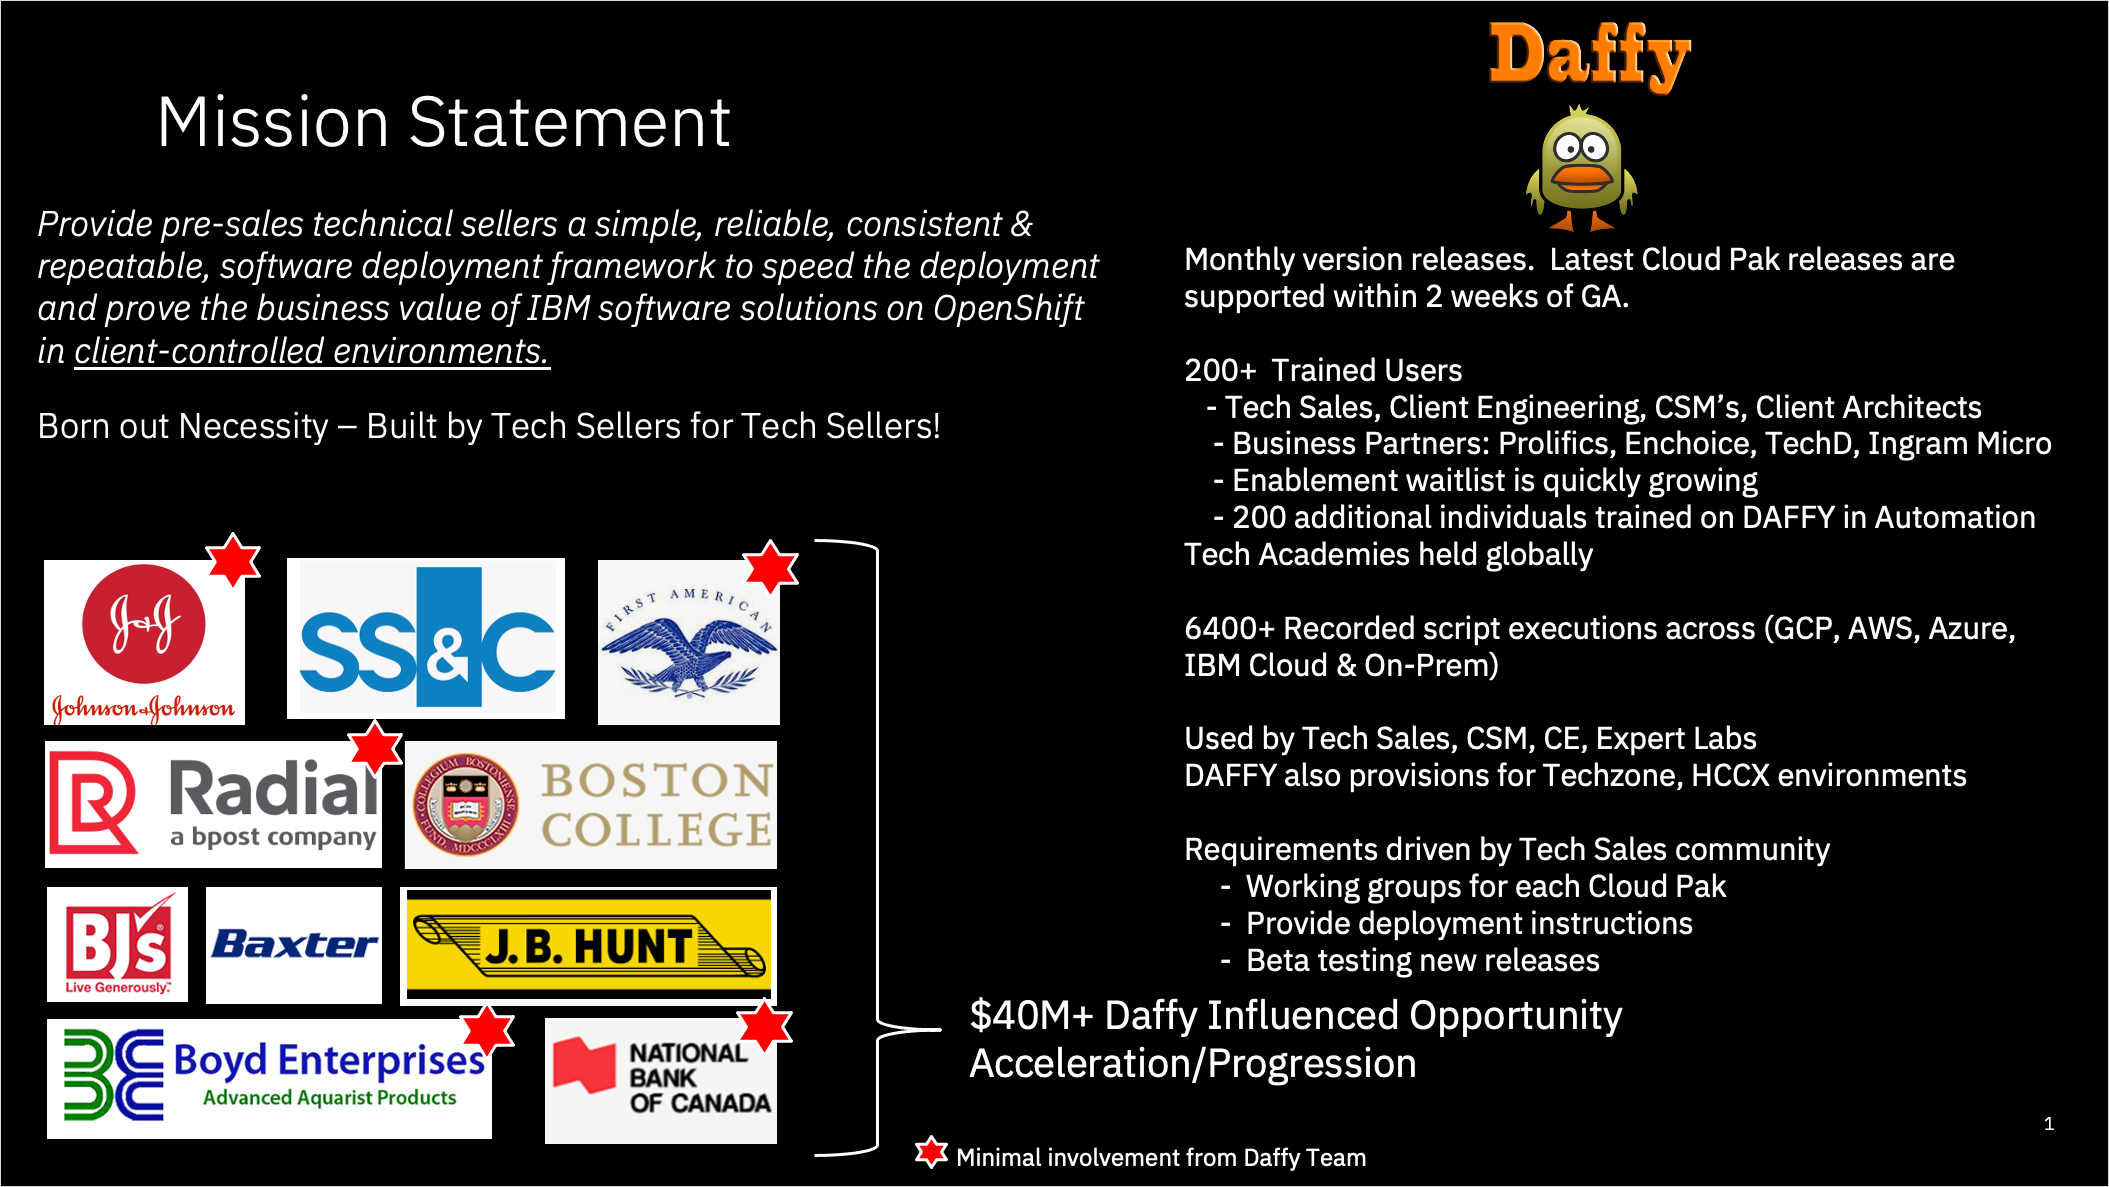 Mission Statement
Provide pre-sales technical sellers a simple, reliable, consistent &
repeatable, software deployment framework to speed the deployment
and prove the business value of IBM software solutions on OpenShift
in client-controlled environments.
Born out Necessity – Built by Tech Sellers for Tech Sellers!
J&J
Johnson&Johnson
SS&C
FIRST AMERICAN
Radial
a bpost company
COLLEGIUM BOSTONIENSE
FUND. MDCCCLXIII
BOSTON
COLLEGE
BJ's
Live Generously.
Baxter
J.B. HUNT
Boyd Enterprises
Advanced Aquarist Products
NATIONAL
BANK
OF CANADA
Daffy
Monthly version releases.  Latest Cloud Pak releases are
supported within 2 weeks of GA.
200+  Trained Users
- Tech Sales, Client Engineering, CSM’s, Client Architects
- Business Partners: Prolifics, Enchoice, TechD, Ingram Micro
- Enablement waitlist is quickly growing
- 200 additional individuals trained on DAFFY in Automation
Tech Academies held globally
6400+ Recorded script executions across (GCP, AWS, Azure,
IBM Cloud & On-Prem)
Used by Tech Sales, CSM, CE, Expert Labs
DAFFY also provisions for Techzone, HCCX environments
Requirements driven by Tech Sales community
- Working groups for each Cloud Pak
- Provide deployment instructions
- Beta testing new releases
$40M+ Daffy Influenced Opportunity
Acceleration/Progression
Minimal involvement from Daffy Team
1